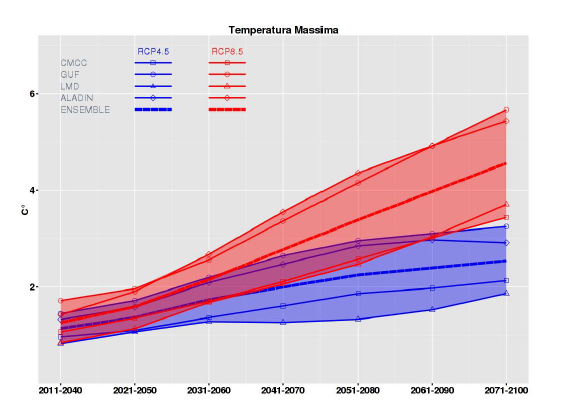 Temperatura Massima
RCP4.5 RCP8.5
CMCC
GUF
LMD
ALADIN
ENSEMBLE
6
4
C°
2
2011-2040 2021-2050 2031-2060 2041-2070 2051-2080 2061-2090 2071-2100